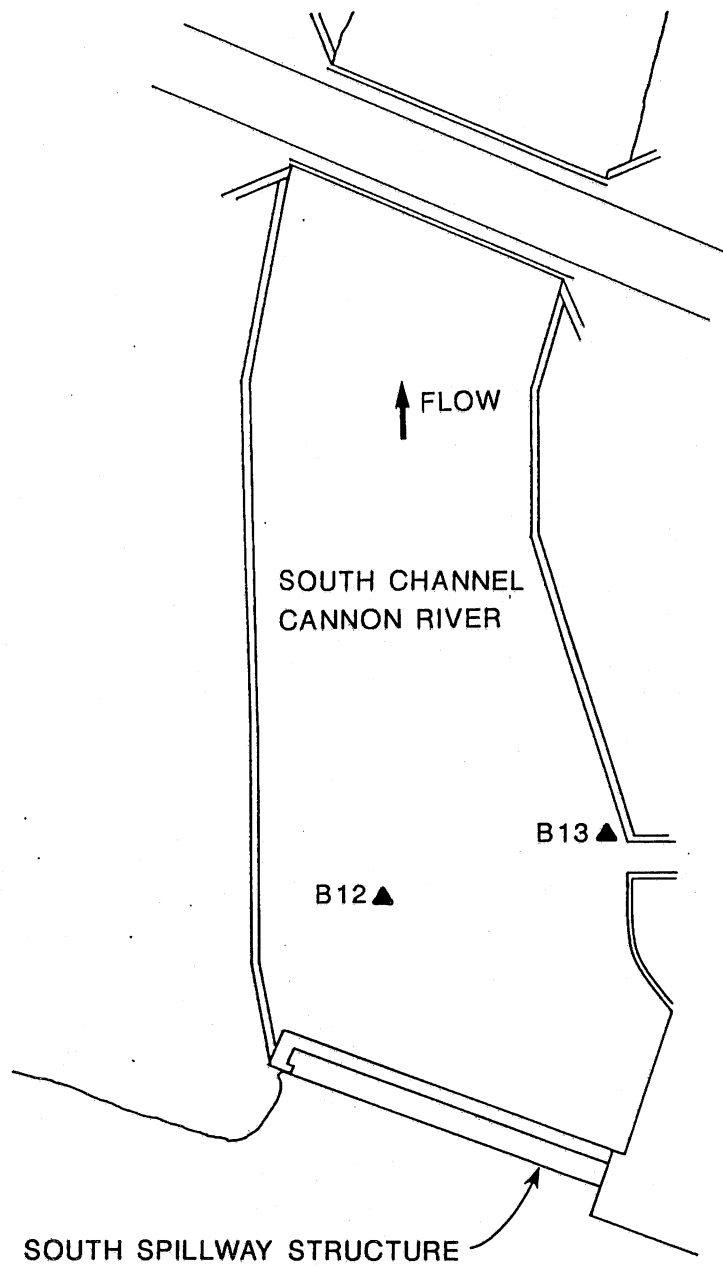 FLOW
SOUTH CHANNEL
CANNON RIVER
B13
B12
SOUTH SPILLWAY STRUCTURE